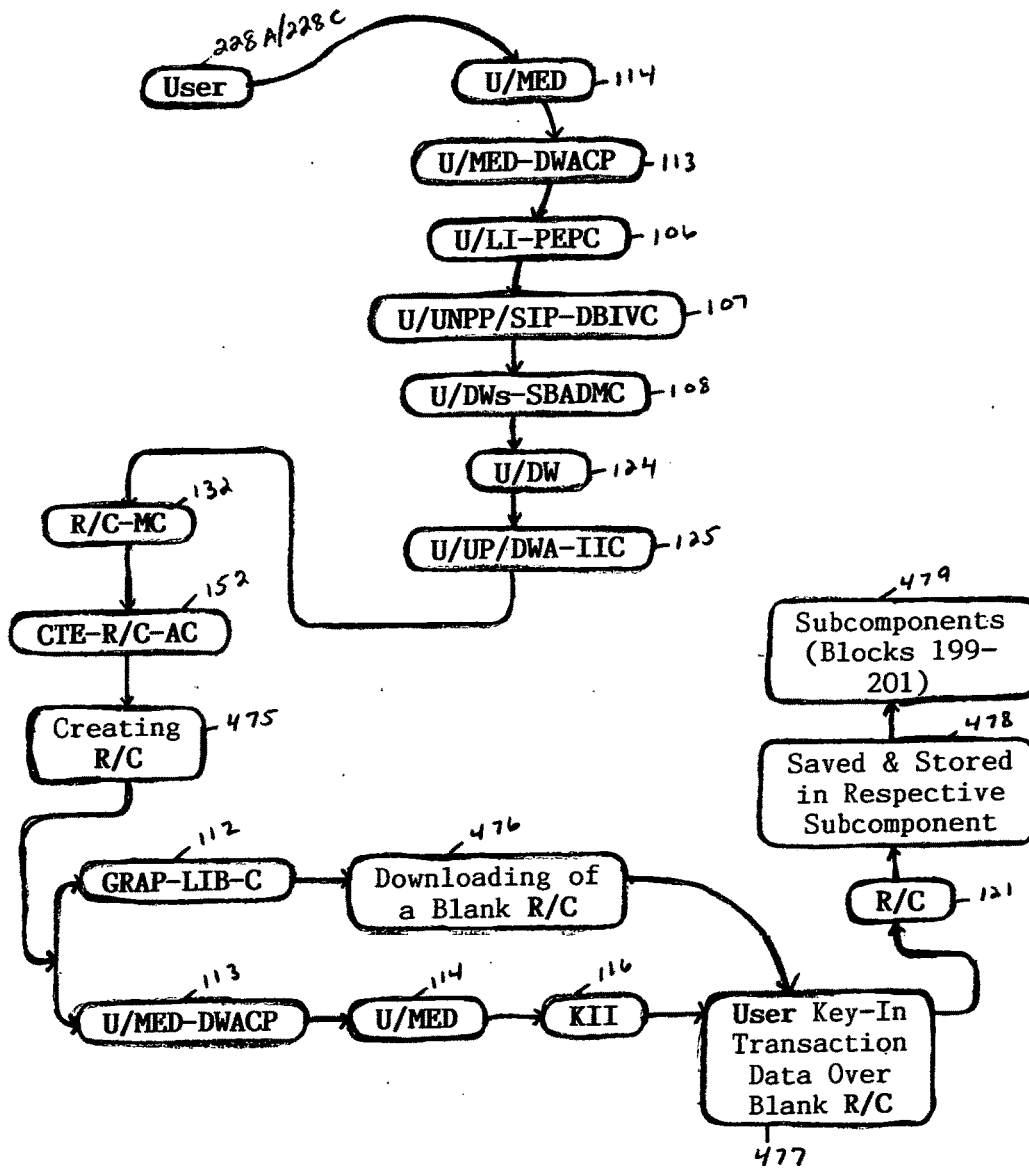 228A/228C
User
U/MED
114
U/MED-DWACP
113
U/LI-PEPC
106
U/UNPP/SIP-DBIVC
107
U/DWs-SBADMC
108
U/DW
124
U/UP/DWA-IIC
125
132
R/C-MC
152
CTE-R/C-AC
Creating
R/C
475
112
GRAP-LIB-C
476
Downloading of
a Blank R/C
113
U/MED-DWACP
114
U/MED
116
KII
User Key-In
Transaction
Data Over
Blank R/C
477
R/C
121
478
Saved & Stored
in Respective
Subcomponent
479
Subcomponents
(Blocks 199-
201)